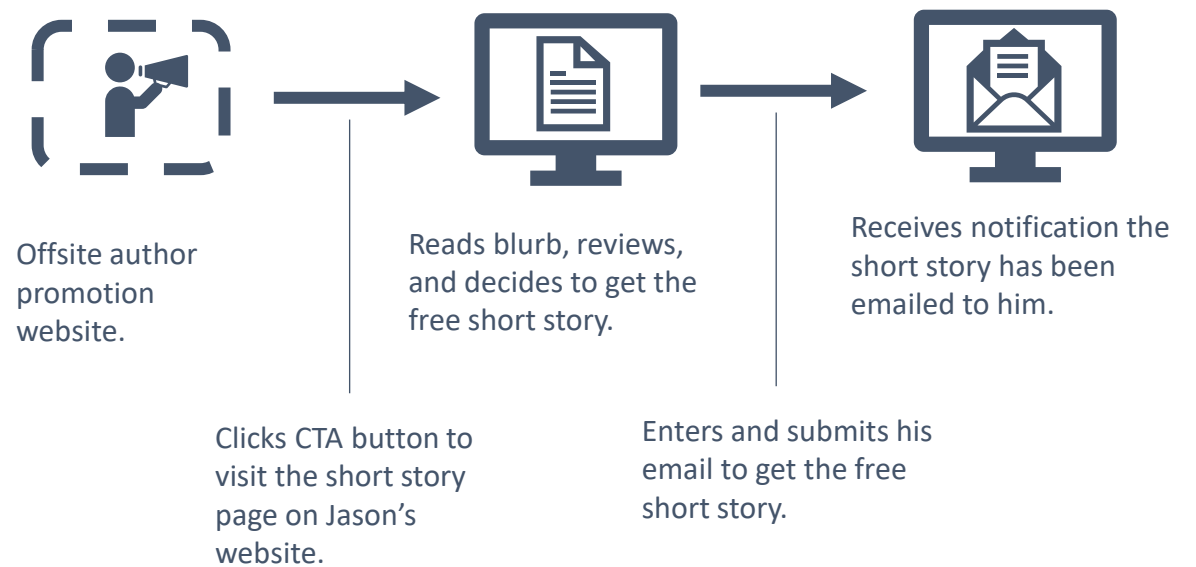 Offsite author
promotion
website.
Clicks CTA button to
visit the short story
page on Jason’s
website.
Reads blurb, reviews,
and decides to get the
free short story.
Enters and submits his
email to get the free
short story.
Receives notification the
short story has been
emailed to him.